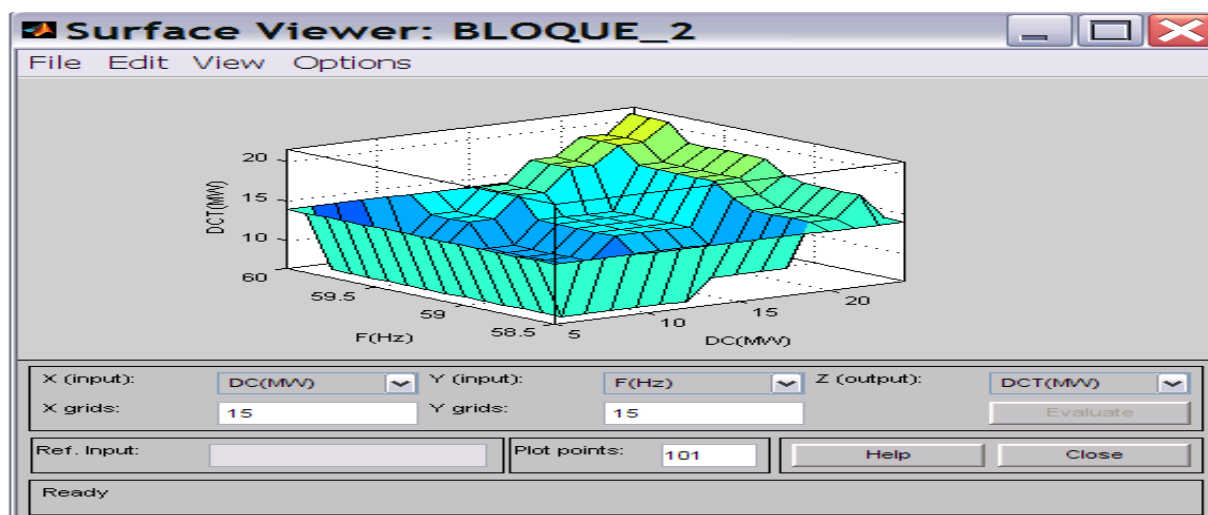 Surface Viewer: BLOQUE_2
File Edit View Options
20
15
10
DCT(MW)
60
59.5
59
58.5
F(Hz)
5
10
15
20
DC(MW)
X (input): DC(MW) Y (input): F(Hz) Z (output): DCT(MW)
X grids: 15 Y grids: 15 Evaluate
Ref. Input: Plot points: 101 Help Close
Ready